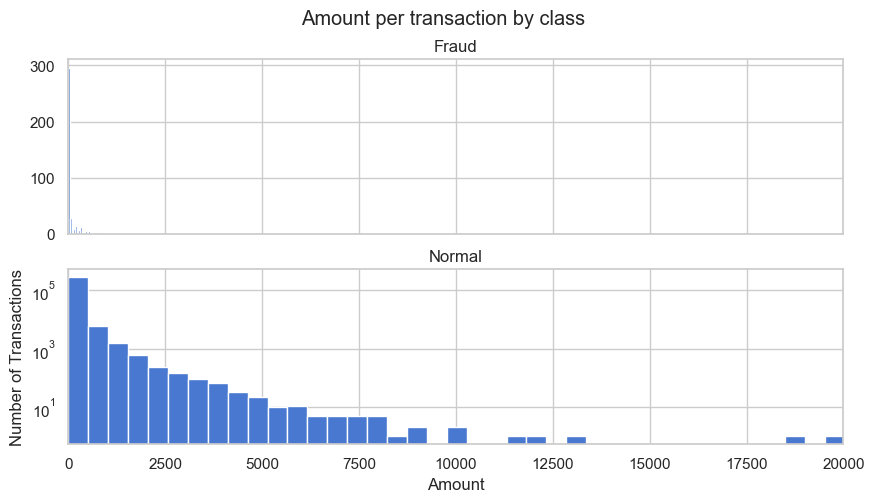 Amount per transaction by class
Fraud
300
200
100
0
Normal
10^5
10^3
10^1
Number of Transactions
0 2500 5000 7500 10000 12500 15000 17500 20000
Amount